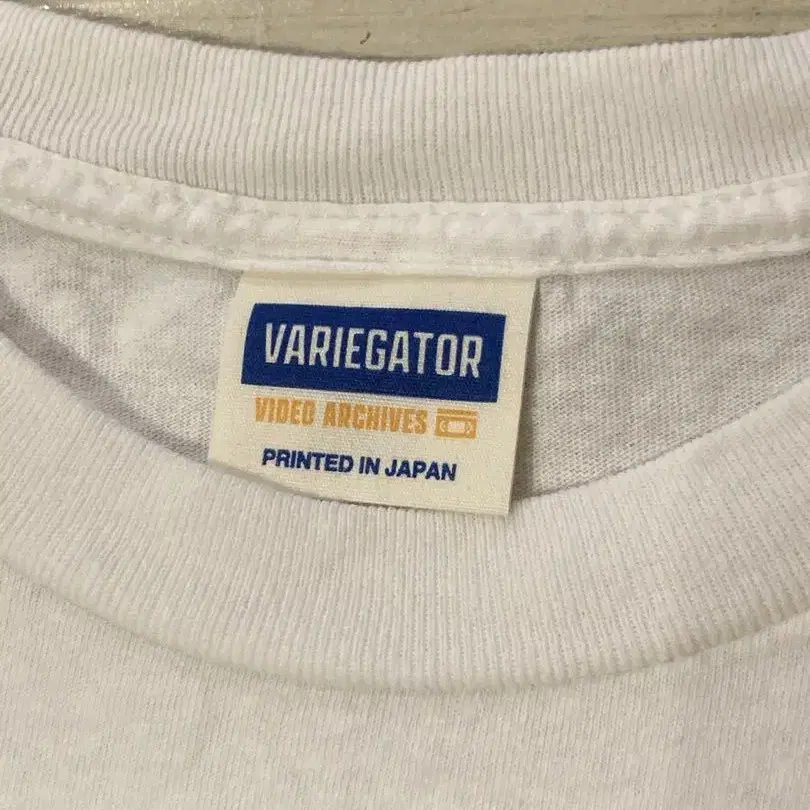 VARIEGATOR
VIDEO ARCHIVES
PRINTED IN JAPAN